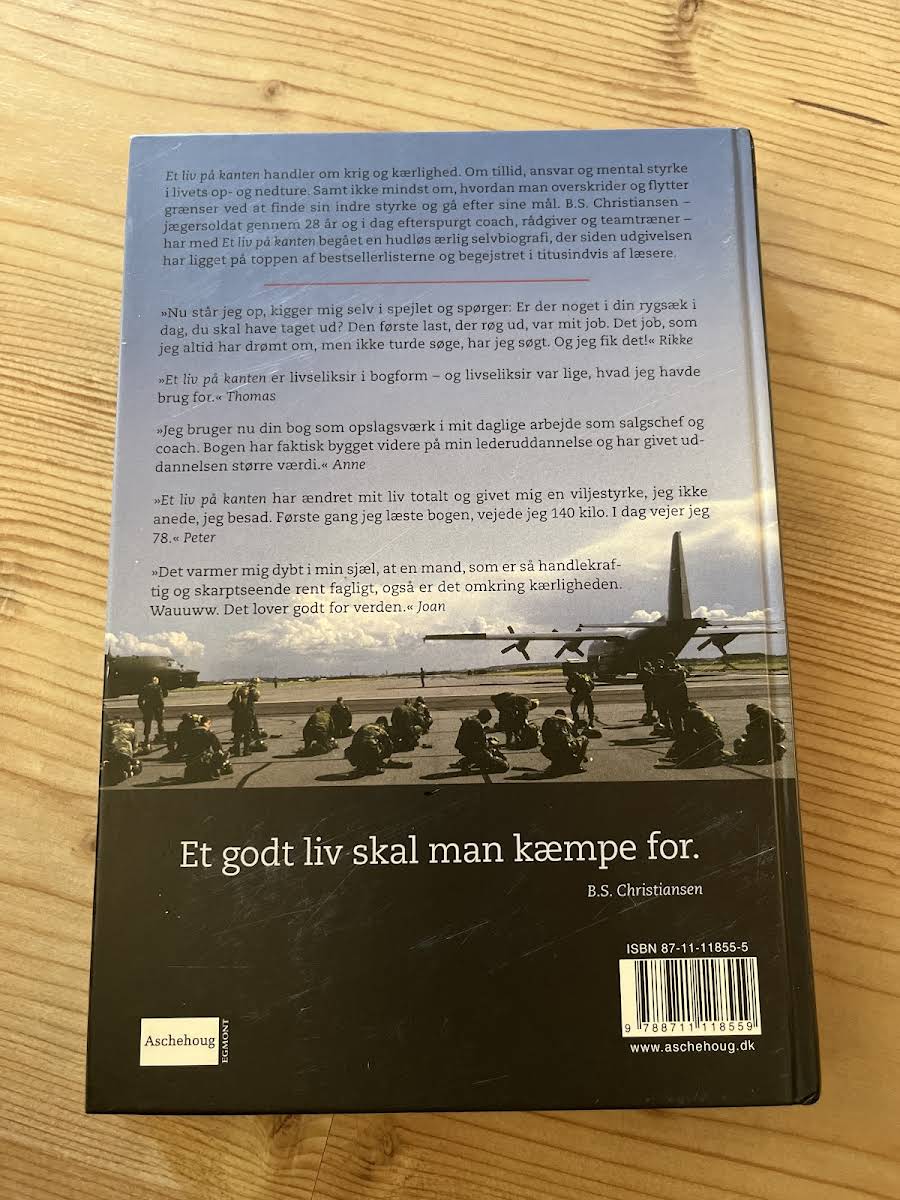 Et liv på kanten handler om krig og kærlighed. Om tillid, ansvar og mental styrke
i livets op- og nedture. Samt ikke mindst om, hvordan man overskrider og flytter
grænser ved at finde sin indre styrke og gå efter sine mål. B.S. Christiansen –
jægersoldat gennem 28 år og i dag efterspurgt coach, rådgiver og teamtræner –
har med Et liv på kanten begået en hudløs ærlig selvbiografi, der siden udgivelsen
har ligget på toppen af bestsellerlisterne og begejstret i titusindvis af læsere.
»Nu står jeg op, kigger mig selv i spejlet og spørger: Er der noget i din rygsæk i
dag, du skal have taget ud? Den første last, der røg ud, var mit job. Det job, som
jeg altid har drømt om, men ikke turde søge, har jeg søgt. Og jeg fik det!« Rikke
»Et liv på kanten er livseliksir i bogform – og livseliksir var lige, hvad jeg havde
brug for.« Thomas
»Jeg bruger nu din bog som opslagsværk i mit daglige arbejde som salgschef og
coach. Bogen har faktisk bygget videre på min lederuddannelse og har givet ud-
dannelsen større værdi.« Anne
»Et liv på kanten har ændret mit liv totalt og givet mig en viljestyrke, jeg ikke
anede, jeg besad. Første gang jeg læste bogen, vejede jeg 140 kilo. I dag vejer jeg
78.« Peter
»Det varmer mig dybt i min sjæl, at en mand, som er så handlekraf-
tig og skarptseende rent fagligt, også er det omkring kærligheden.
Wauuww. Det lover godt for verden.« Joan
Et godt liv skal man kæmpe for.
B.S. Christiansen
ISBN 87-11-11855-5
9 788711 118559
www.aschehoug.dk
Aschehoug
EGMONT